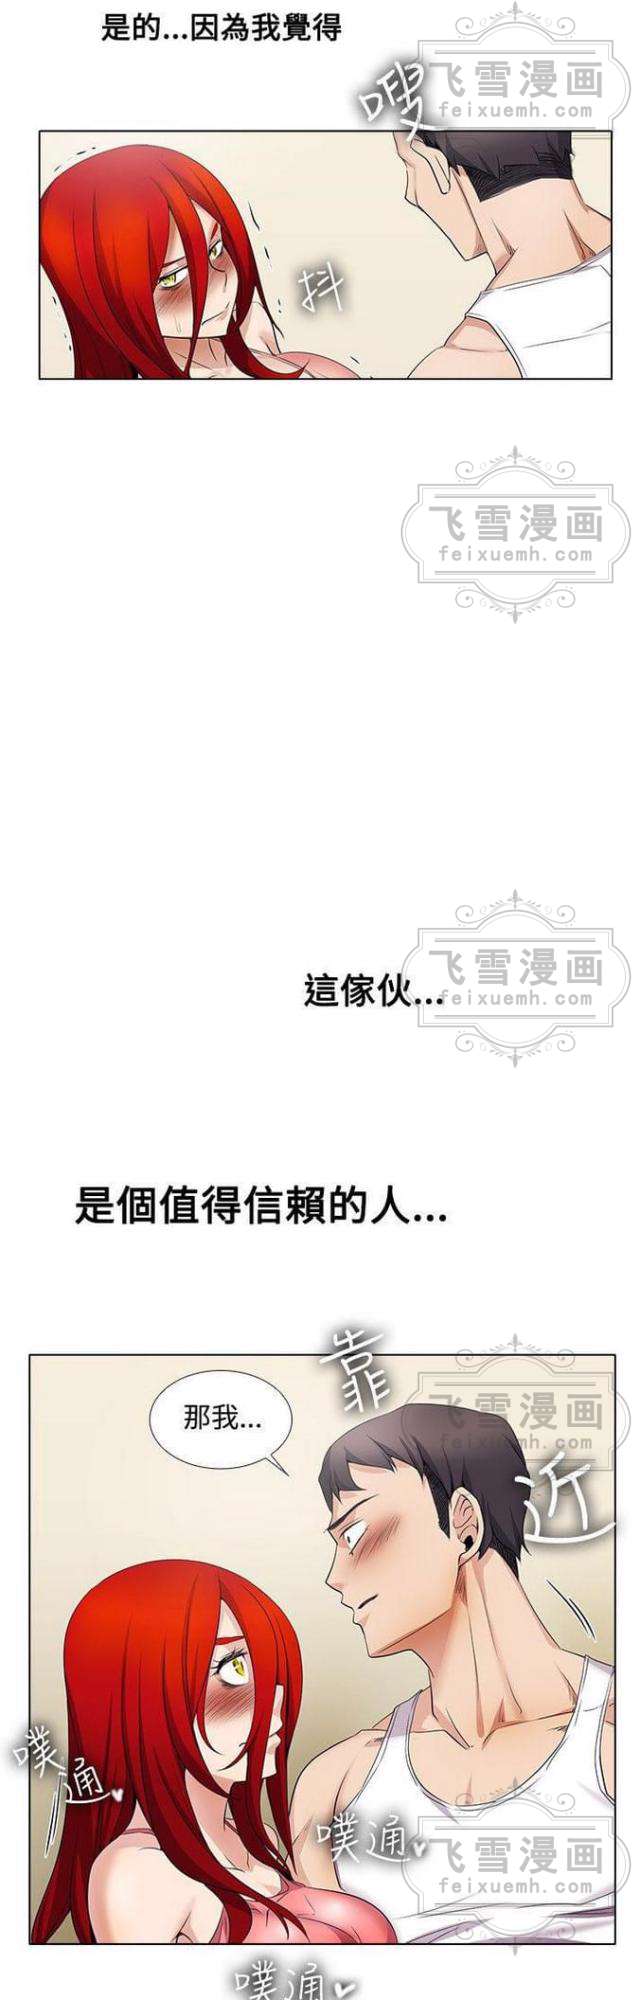 是的...因為我覺得
飞雪漫画
feixuemh.com
嗖
抖
飞雪漫画
feixuemh.com
飞雪漫画
feixuemh.com
這傢伙...
是個值得信賴的人...
靠
近
飞雪漫画
feixuemh.com
那我...
噗通
噗通
飞雪漫画
feixuemh.com
噗通